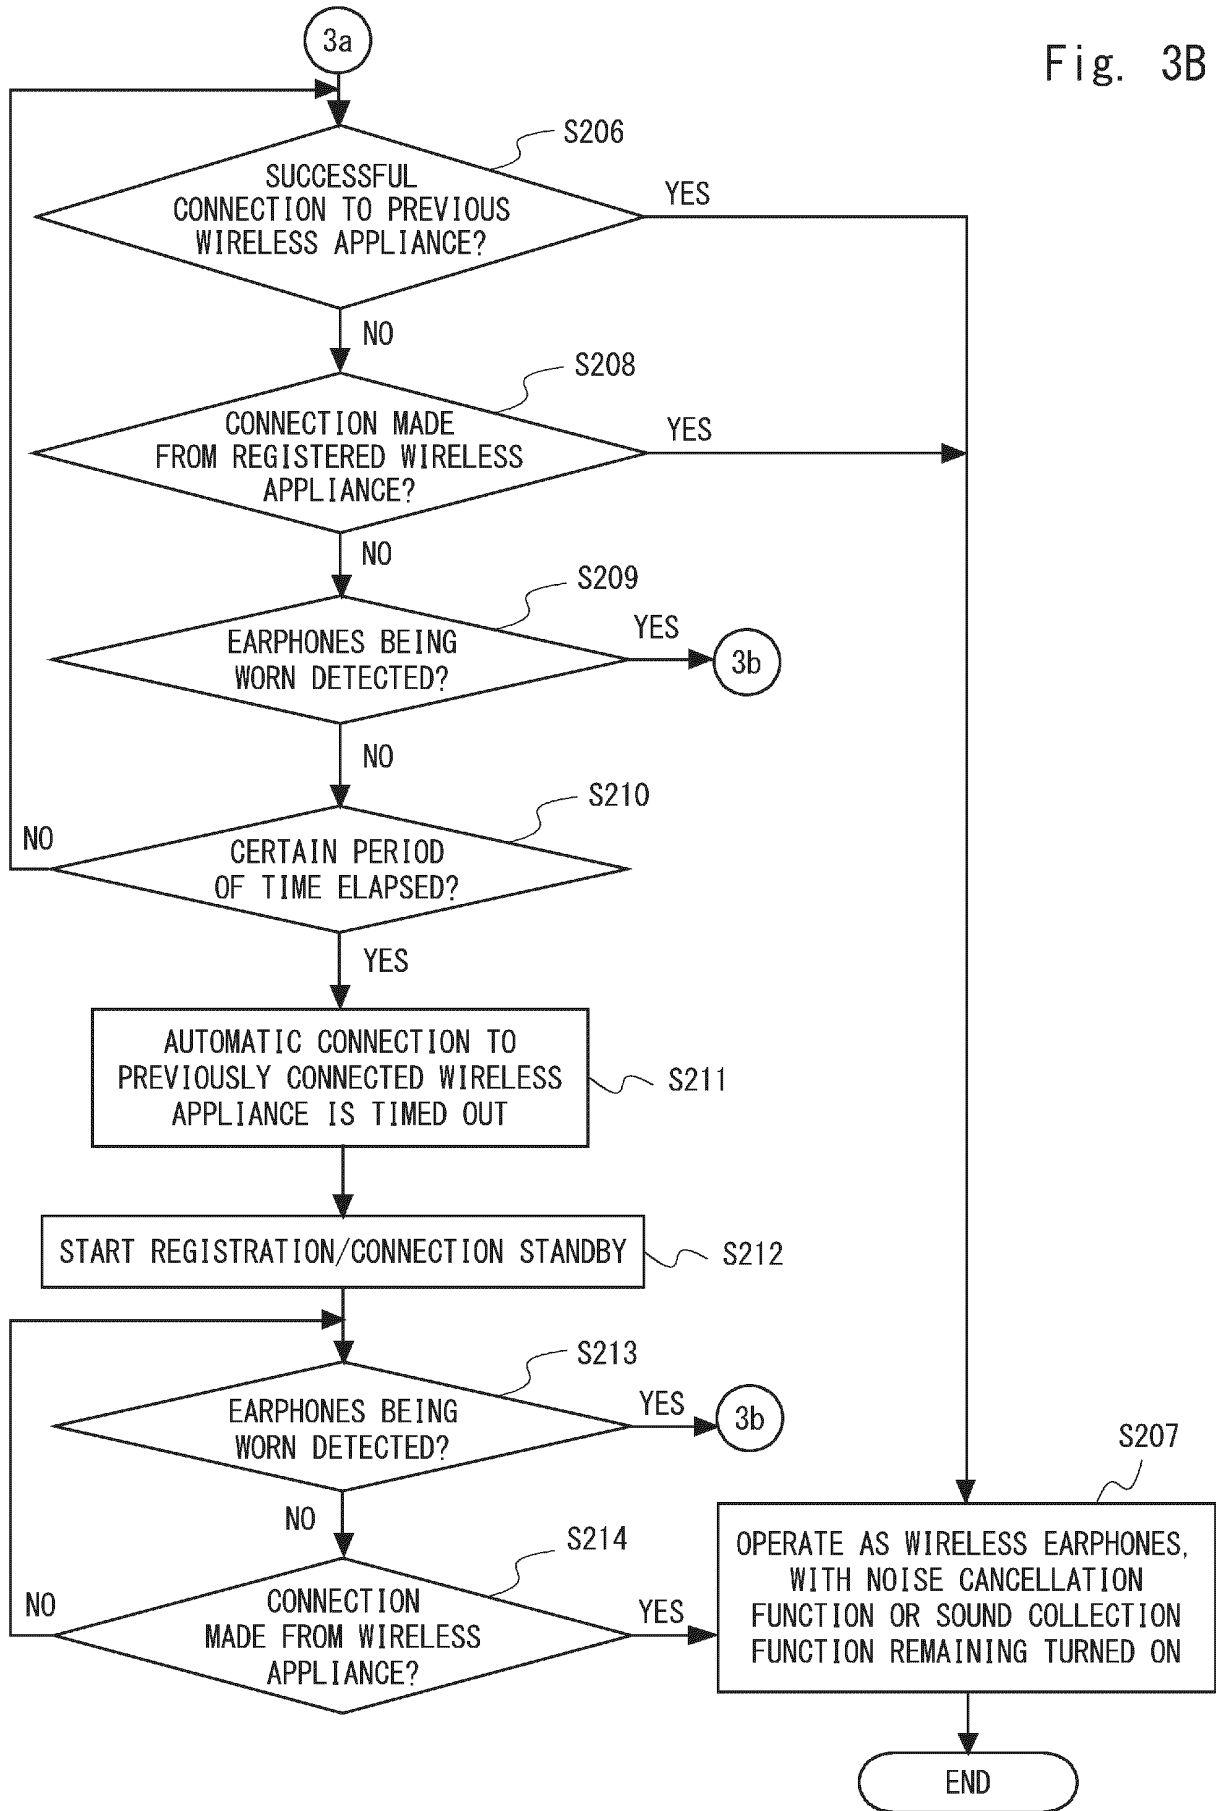 3a
Fig. 3B
S206
SUCCESSFUL
CONNECTION TO PREVIOUS
WIRELESS APPLIANCE?
YES
NO
S208
CONNECTION MADE
FROM REGISTERED WIRELESS
APPLIANCE?
YES
NO
S209
EARPHONES BEING
WORN DETECTED?
YES
3b
NO
S210
CERTAIN PERIOD
OF TIME ELAPSED?
NO
YES
AUTOMATIC CONNECTION TO
PREVIOUSLY CONNECTED WIRELESS
APPLIANCE IS TIMED OUT
S211
START REGISTRATION/CONNECTION STANDBY
S212
S213
EARPHONES BEING
WORN DETECTED?
YES
3b
NO
S214
CONNECTION
MADE FROM WIRELESS
APPLIANCE?
NO
YES
S207
OPERATE AS WIRELESS EARPHONES,
WITH NOISE CANCELLATION
FUNCTION OR SOUND COLLECTION
FUNCTION REMAINING TURNED ON
END